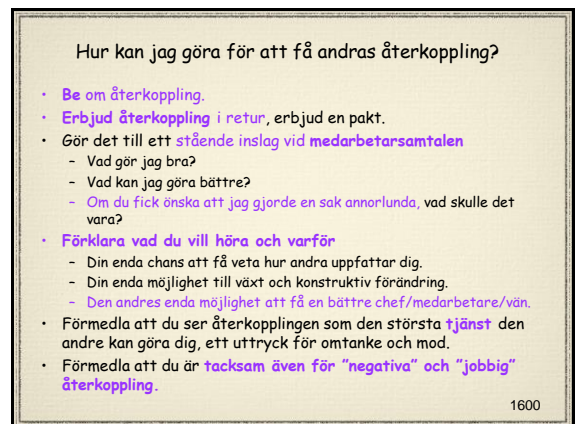 Hur kan jag göra för att få andras återkoppling?
• Be om återkoppling.
• Erbjud återkoppling i retur, erbjud en pakt.
• Gör det till ett stående inslag vid medarbetarsamtalen
– Vad gör jag bra?
– Vad kan jag göra bättre?
– Om du fick önska att jag gjorde en sak annorlunda, vad skulle det
vara?
• Förklara vad du vill höra och varför
– Din enda chans att få veta hur andra uppfattar dig.
– Din enda möjlighet till växt och konstruktiv förändring.
– Den andres enda möjlighet att få en bättre chef/medarbetare/vän.
• Förmedla att du ser återkopplingen som den största tjänst den
andre kan göra dig, ett uttryck för omtanke och mod.
• Förmedla att du är tacksam även för ”negativa” och ”jobbig”
återkoppling.
1600